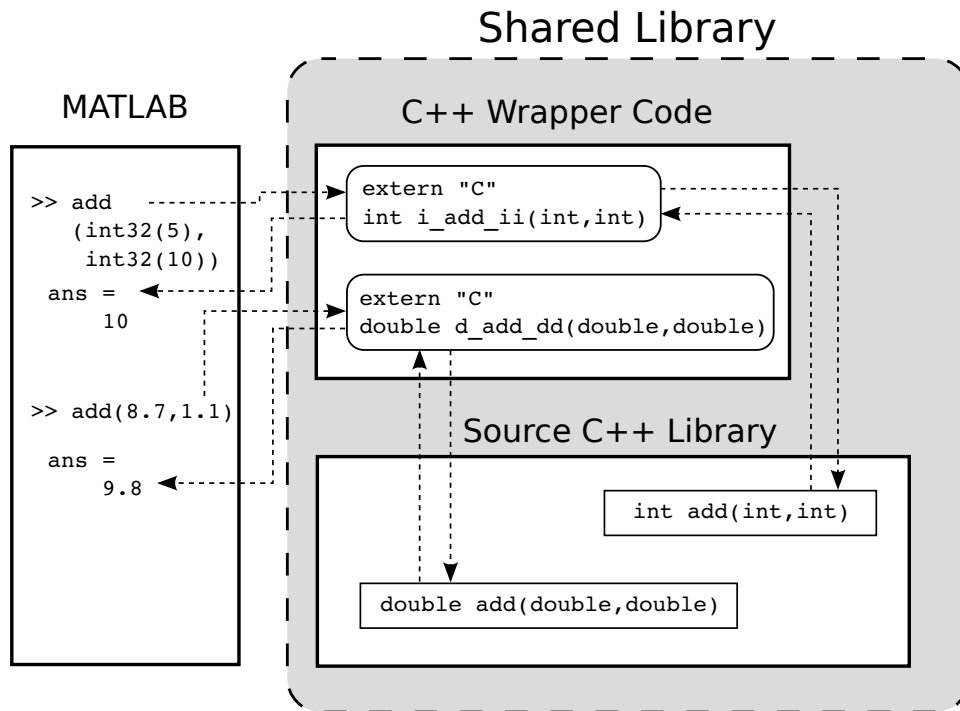 Shared Library
MATLAB
>> add
(int32(5),
int32(10))
ans =
10
>> add(8.7,1.1)
ans =
9.8
C++ Wrapper Code
extern "C"
int i_add_ii(int,int)
extern "C"
double d_add_dd(double,double)
Source C++ Library
int add(int,int)
double add(double,double)